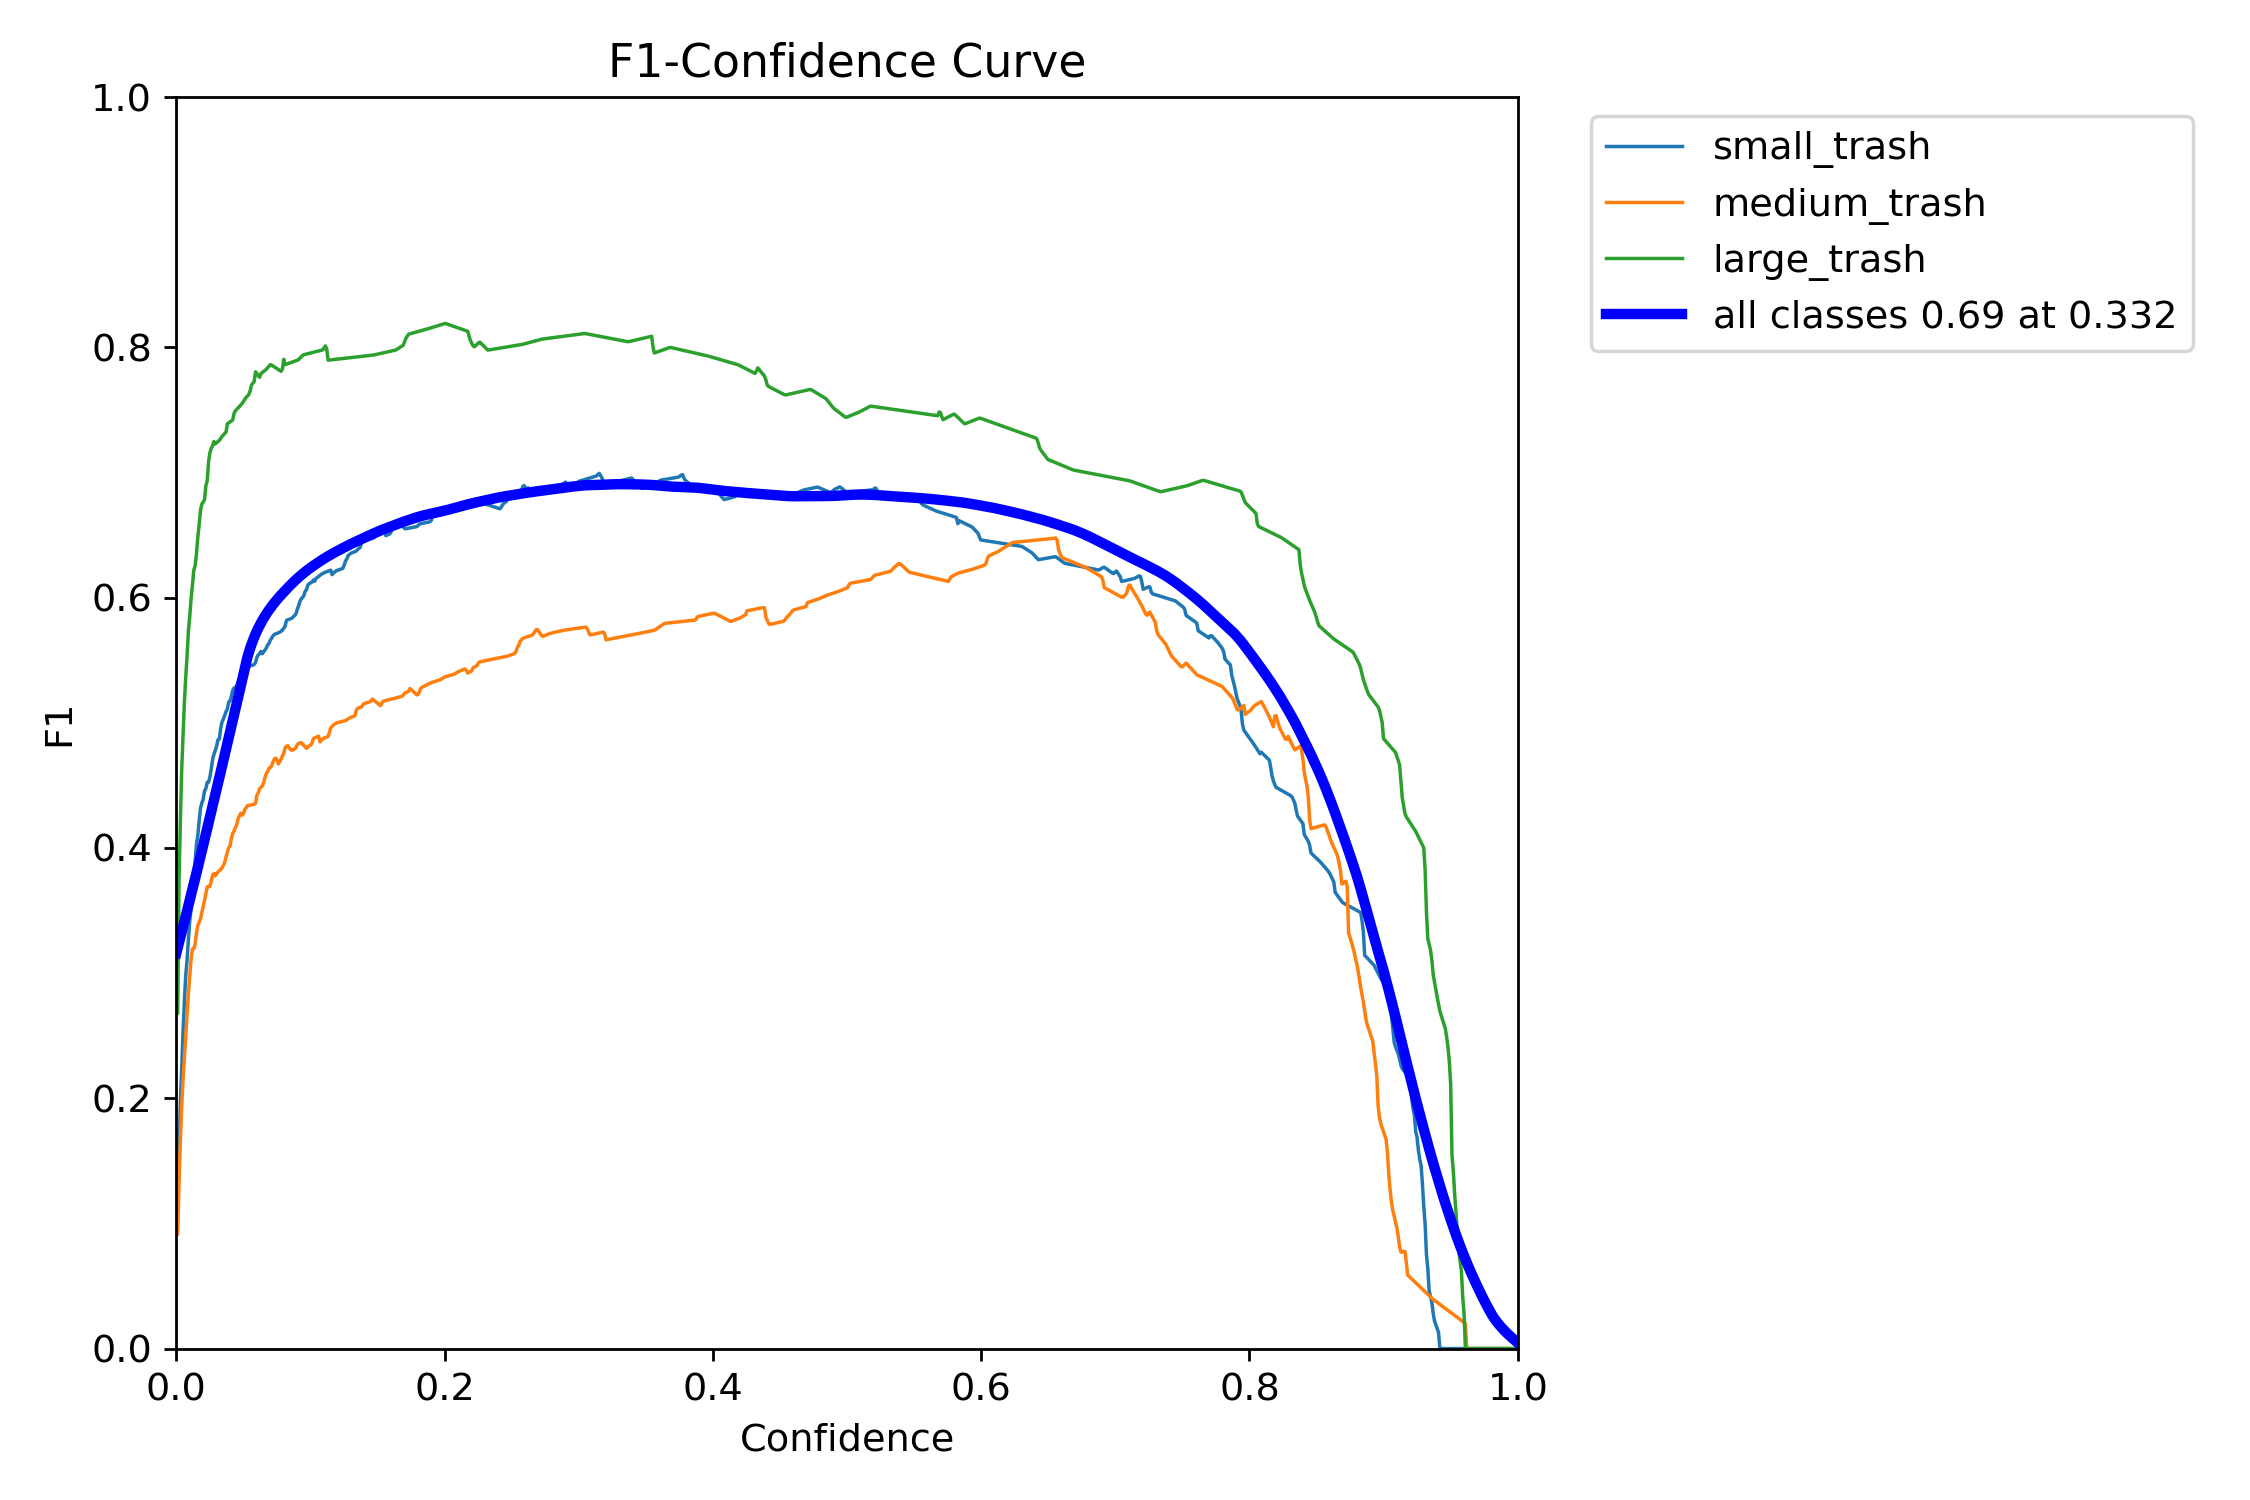 F1-Confidence Curve
1.0
0.8
0.6
0.4
0.2
0.0
F1
0.0 0.2 0.4 0.6 0.8 1.0
Confidence
small_trash
medium_trash
large_trash
all classes 0.69 at 0.332